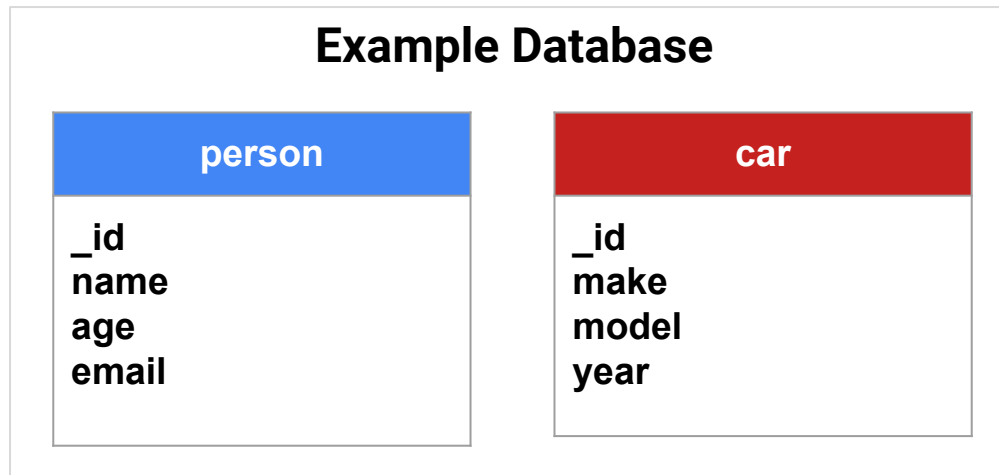 Example Database
person
_id
name
age
email
car
_id
make
model
year